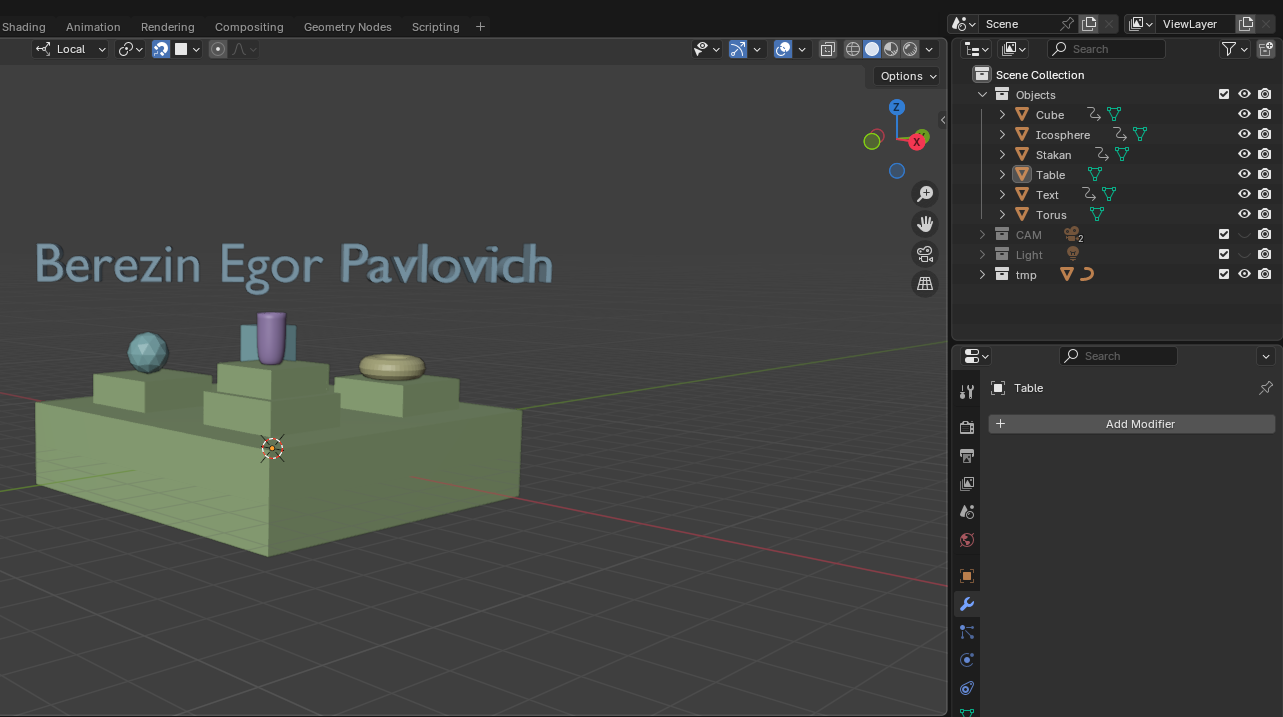 Shading Animation Rendering Compositing Geometry Nodes Scripting +
Scene ViewLayer
Local
Search
Options
Z
X
Berezin Egor Pavlovich
Scene Collection
Objects
Cube
Icosphere
Stakan
Table
Text
Torus
CAM 2
Light
tmp
Search
Table
+ Add Modifier